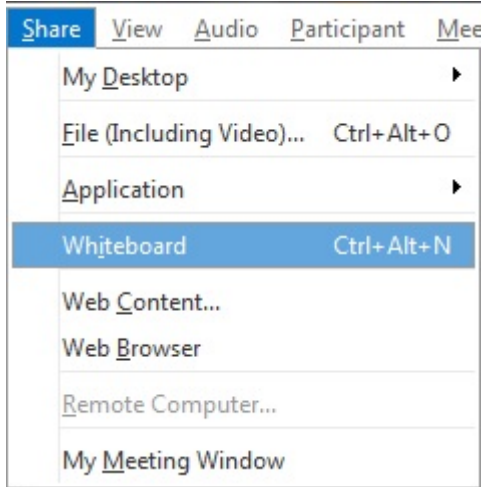 Share View Audio Participant Mee
My Desktop
File (Including Video)... Ctrl+Alt+O
Application
Whiteboard Ctrl+Alt+N
Web Content...
Web Browser
Remote Computer...
My Meeting Window